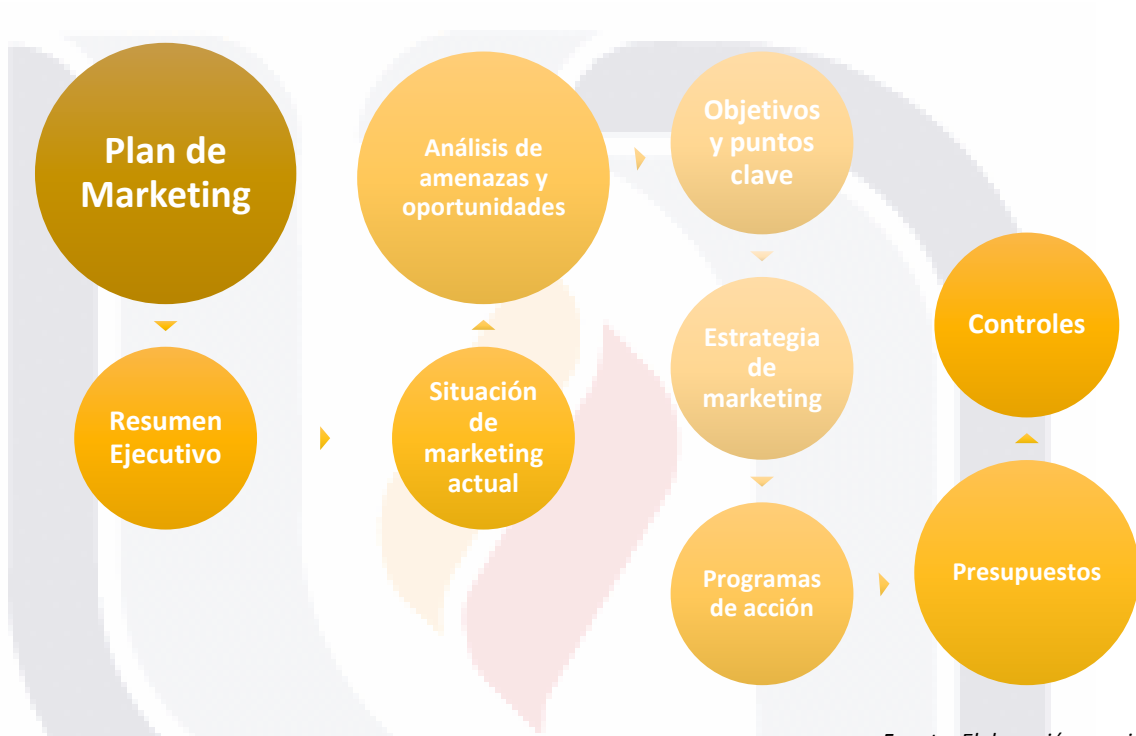 Plan de
Marketing
Resumen
Ejecutivo
Situación
de
marketing
actual
Análisis de
amenazas y
oportunidades
Objetivos
y puntos
clave
Estrategia
de
marketing
Programas
de acción
Presupuestos
Controles